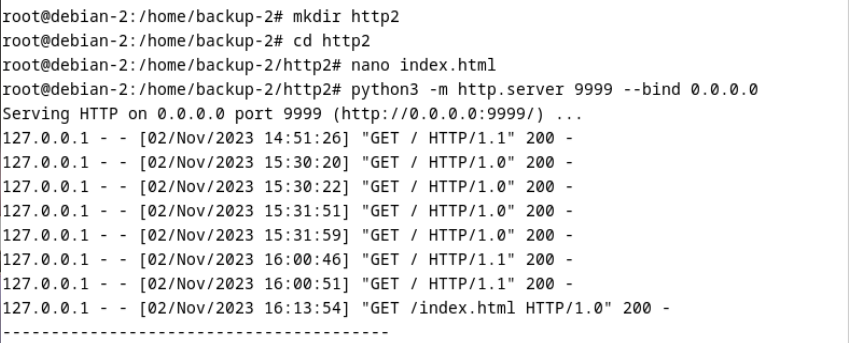 root@debian-2:/home/backup-2# mkdir http2
root@debian-2:/home/backup-2# cd http2
root@debian-2:/home/backup-2/http2# nano index.html
root@debian-2:/home/backup-2/http2# python3 -m http.server 9999 --bind 0.0.0.0
Serving HTTP on 0.0.0.0 port 9999 (http://0.0.0.0:9999/) ...
127.0.0.1 - - [02/Nov/2023 14:51:26] "GET / HTTP/1.1" 200 -
127.0.0.1 - - [02/Nov/2023 15:30:20] "GET / HTTP/1.0" 200 -
127.0.0.1 - - [02/Nov/2023 15:30:22] "GET / HTTP/1.0" 200 -
127.0.0.1 - - [02/Nov/2023 15:31:51] "GET / HTTP/1.0" 200 -
127.0.0.1 - - [02/Nov/2023 15:31:59] "GET / HTTP/1.0" 200 -
127.0.0.1 - - [02/Nov/2023 16:00:46] "GET / HTTP/1.1" 200 -
127.0.0.1 - - [02/Nov/2023 16:00:51] "GET / HTTP/1.1" 200 -
127.0.0.1 - - [02/Nov/2023 16:13:54] "GET /index.html HTTP/1.0" 200 -
----------------------------------------